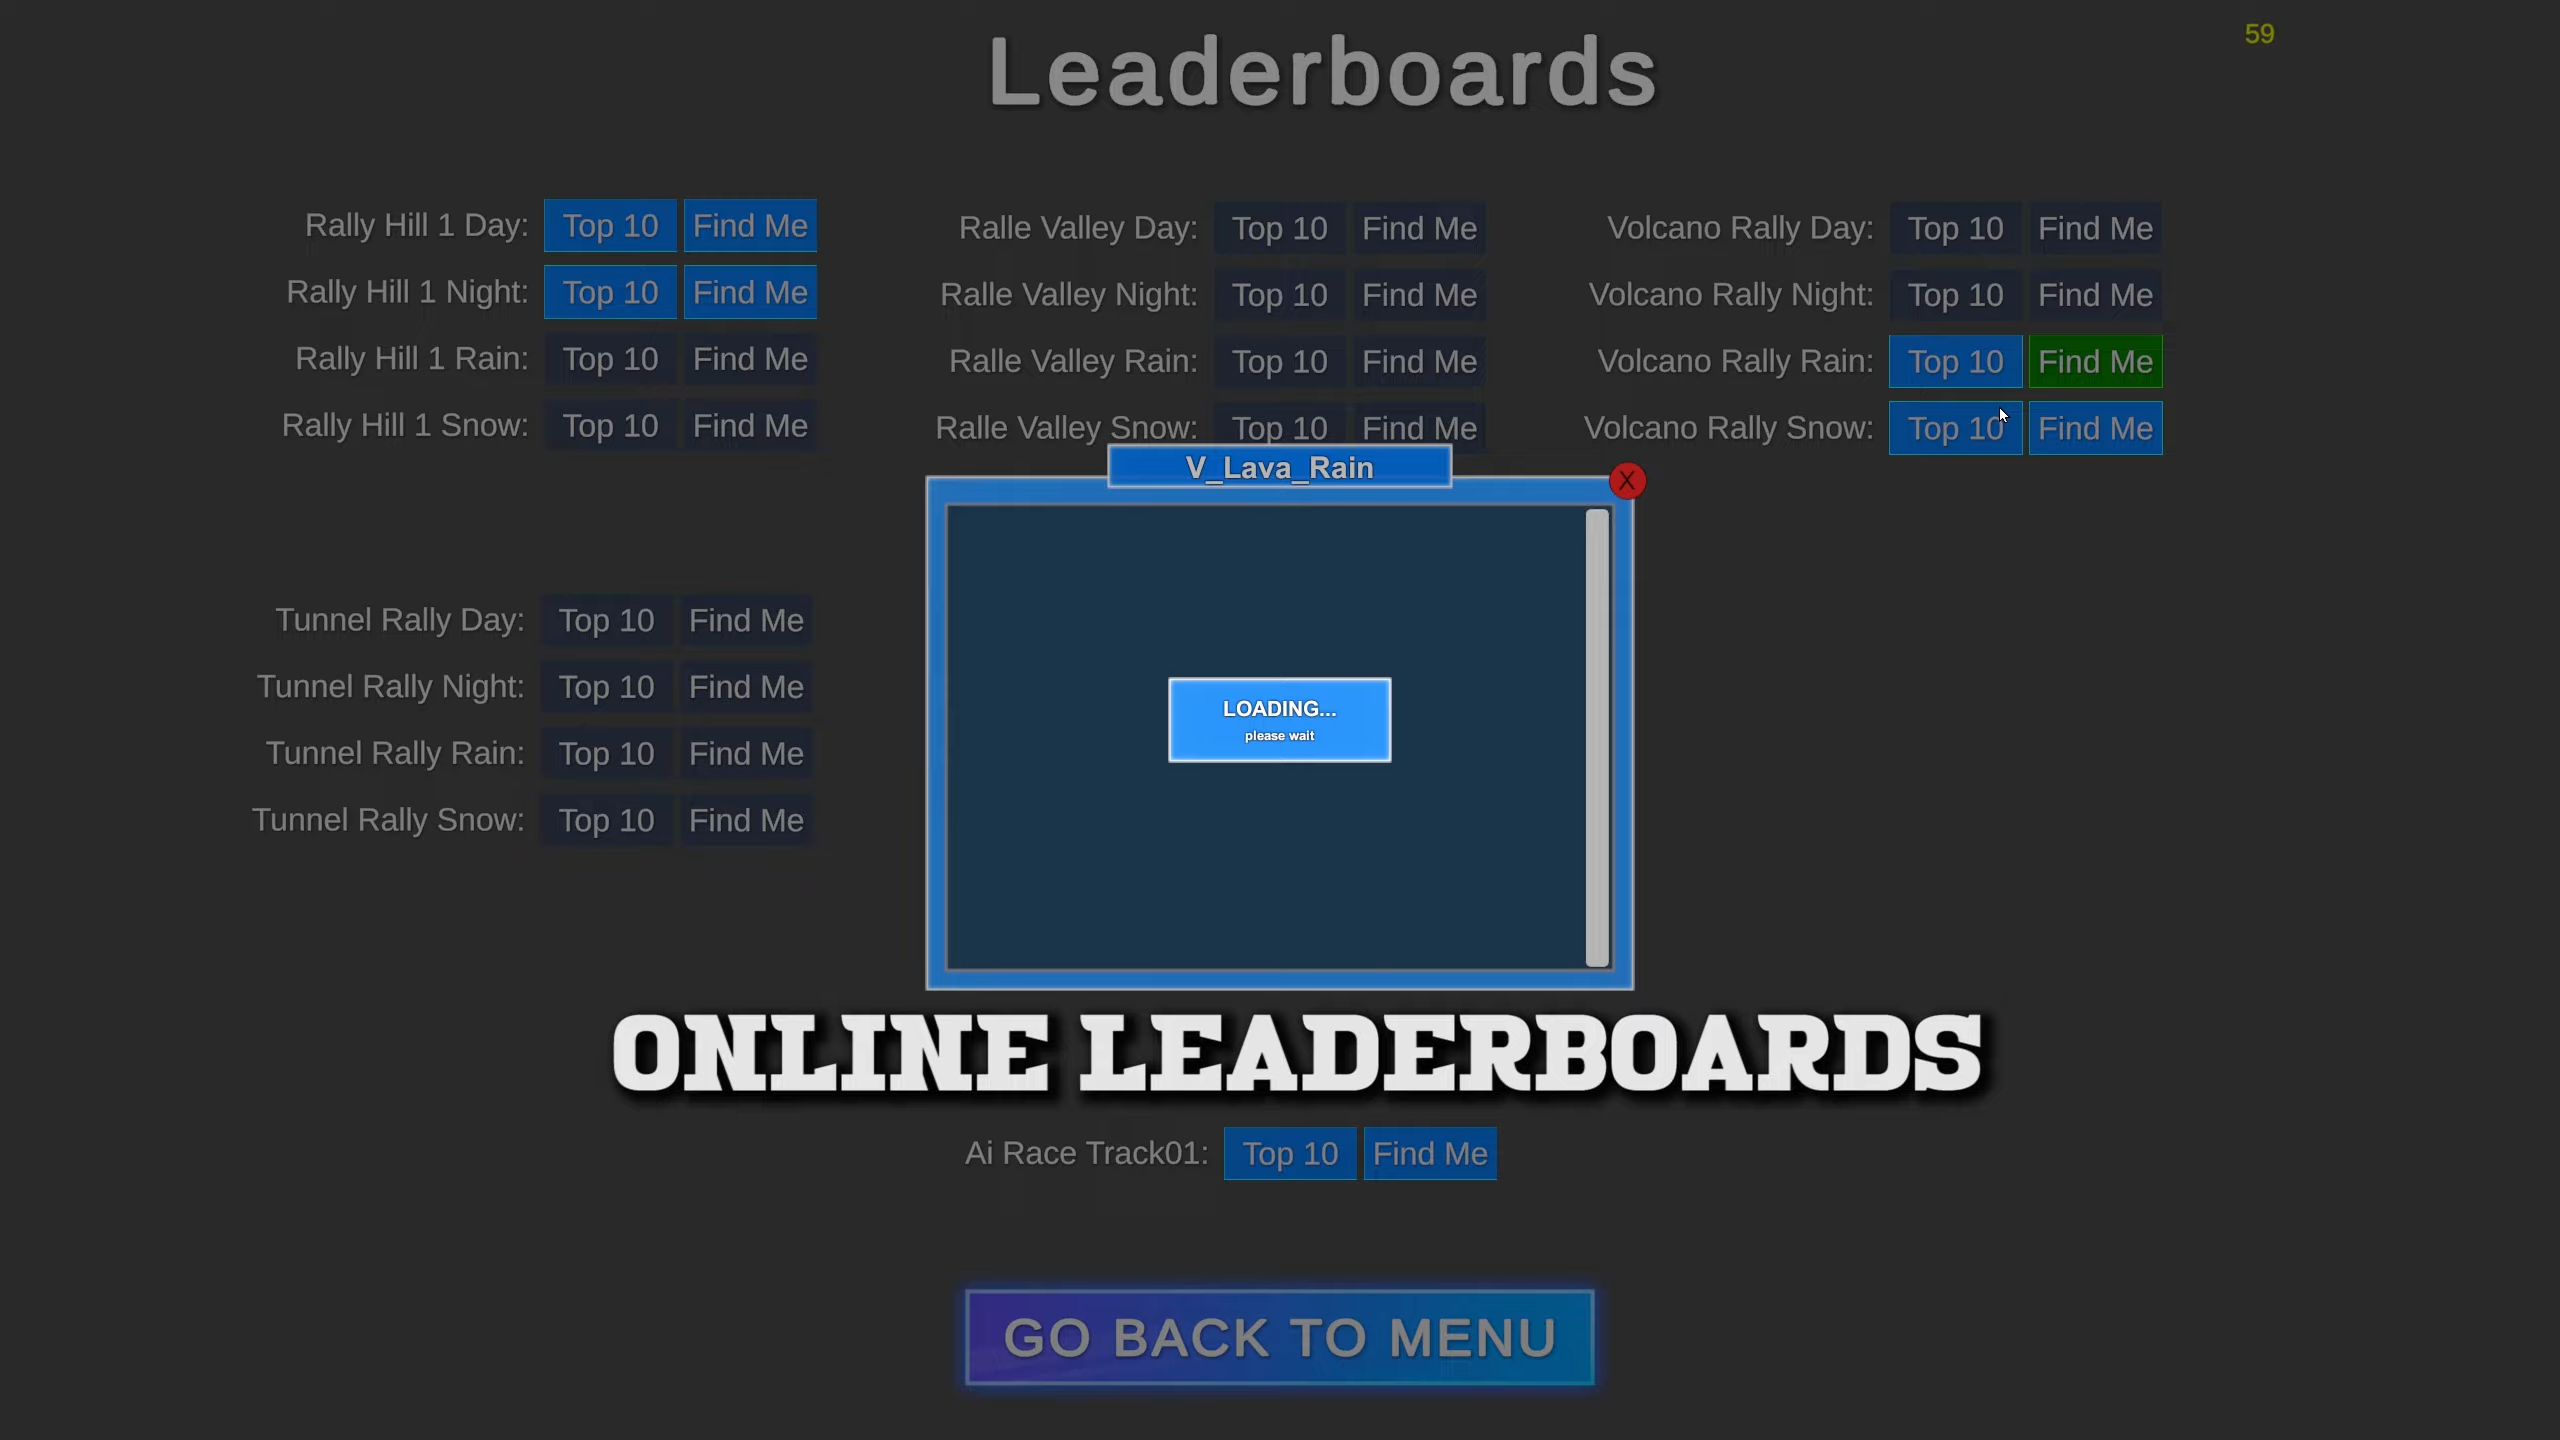 59
Leaderboards
Rally Hill 1 Day: Top 10 Find Me
Rally Hill 1 Night: Top 10 Find Me
Rally Hill 1 Rain: Top 10 Find Me
Rally Hill 1 Snow: Top 10 Find Me
Ralle Valley Day: Top 10 Find Me
Ralle Valley Night: Top 10 Find Me
Ralle Valley Rain: Top 10 Find Me
Ralle Valley Snow: Top 10 Find Me
Volcano Rally Day: Top 10 Find Me
Volcano Rally Night: Top 10 Find Me
Volcano Rally Rain: Top 10 Find Me
Volcano Rally Snow: Top 10 Find Me
V_Lava_Rain
X
LOADING...
please wait
Tunnel Rally Day: Top 10 Find Me
Tunnel Rally Night: Top 10 Find Me
Tunnel Rally Rain: Top 10 Find Me
Tunnel Rally Snow: Top 10 Find Me
ONLINE LEADERBOARDS
Ai Race Track01: Top 10 Find Me
GO BACK TO MENU